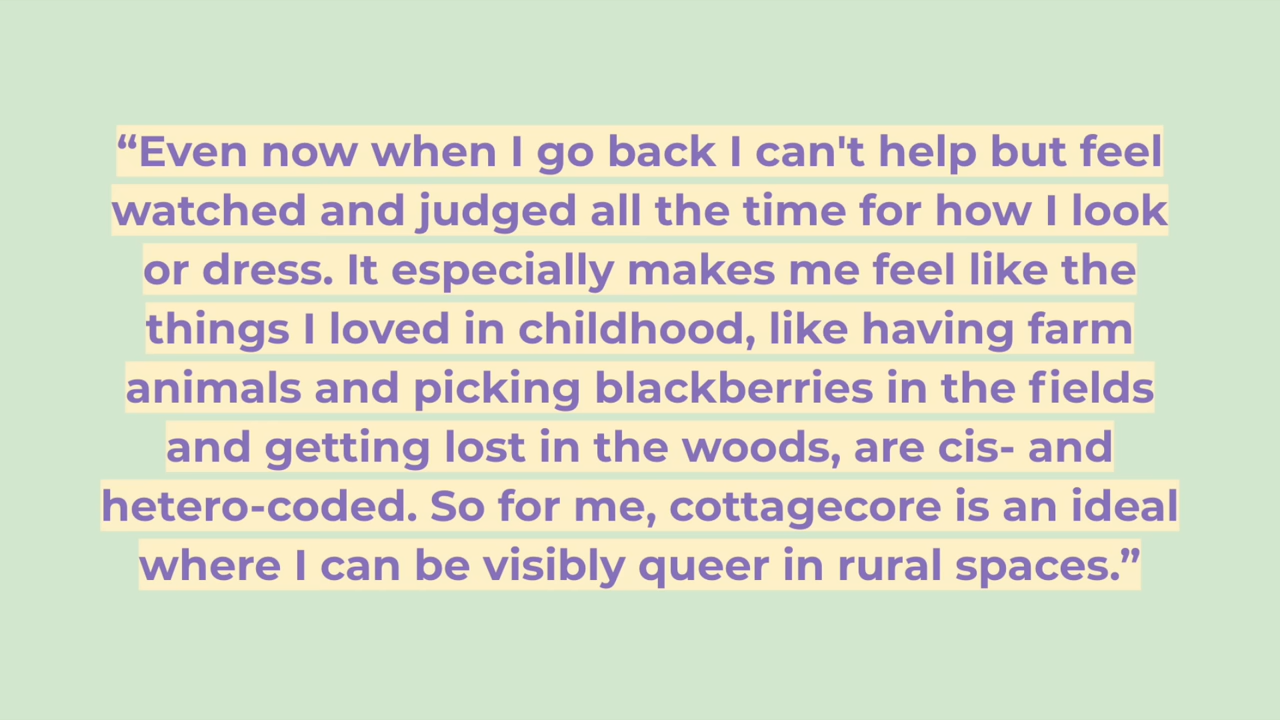 “Even now when I go back I can't help but feel
watched and judged all the time for how I look
or dress. It especially makes me feel like the
things I loved in childhood, like having farm
animals and picking blackberries in the fields
and getting lost in the woods, are cis- and
hetero-coded. So for me, cottagecore is an ideal
where I can be visibly queer in rural spaces.”